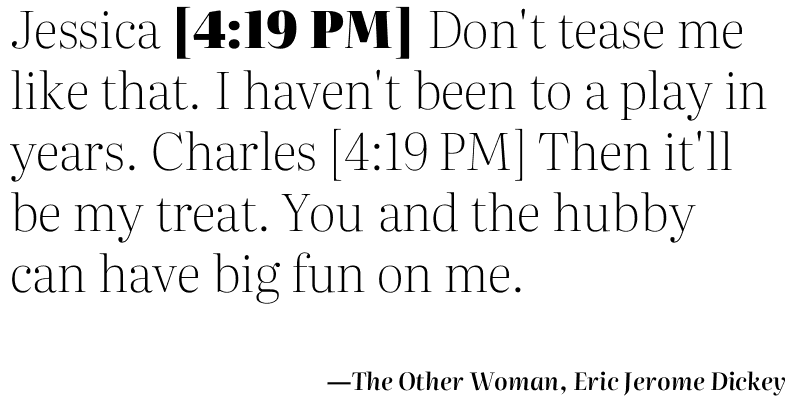 Jessica [4:19 PM] Don't tease me
like that. I haven't been to a play in
years. Charles [4:19 PM] Then it'll
be my treat. You and the hubby
can have big fun on me.
—The Other Woman, Eric Jerome Dickey